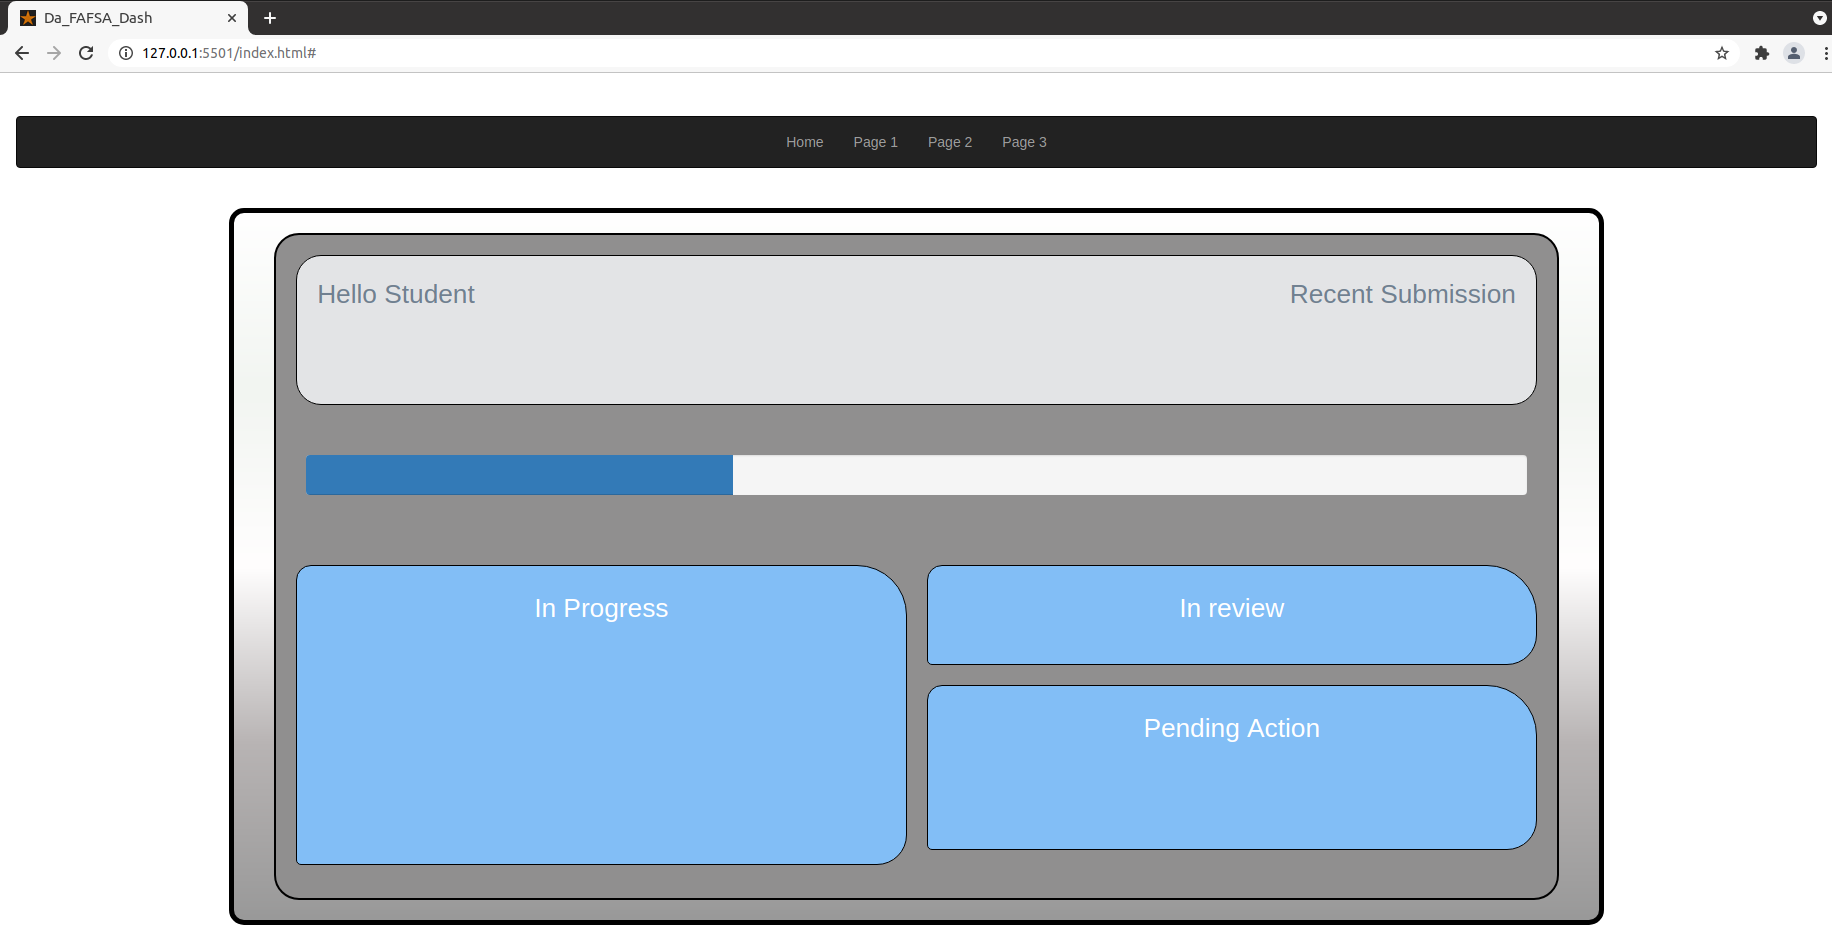 Da_FAFSA_Dash
127.0.0.1:5501/index.html#
Home Page 1 Page 2 Page 3
Hello Student Recent Submission
In Progress In review
Pending Action